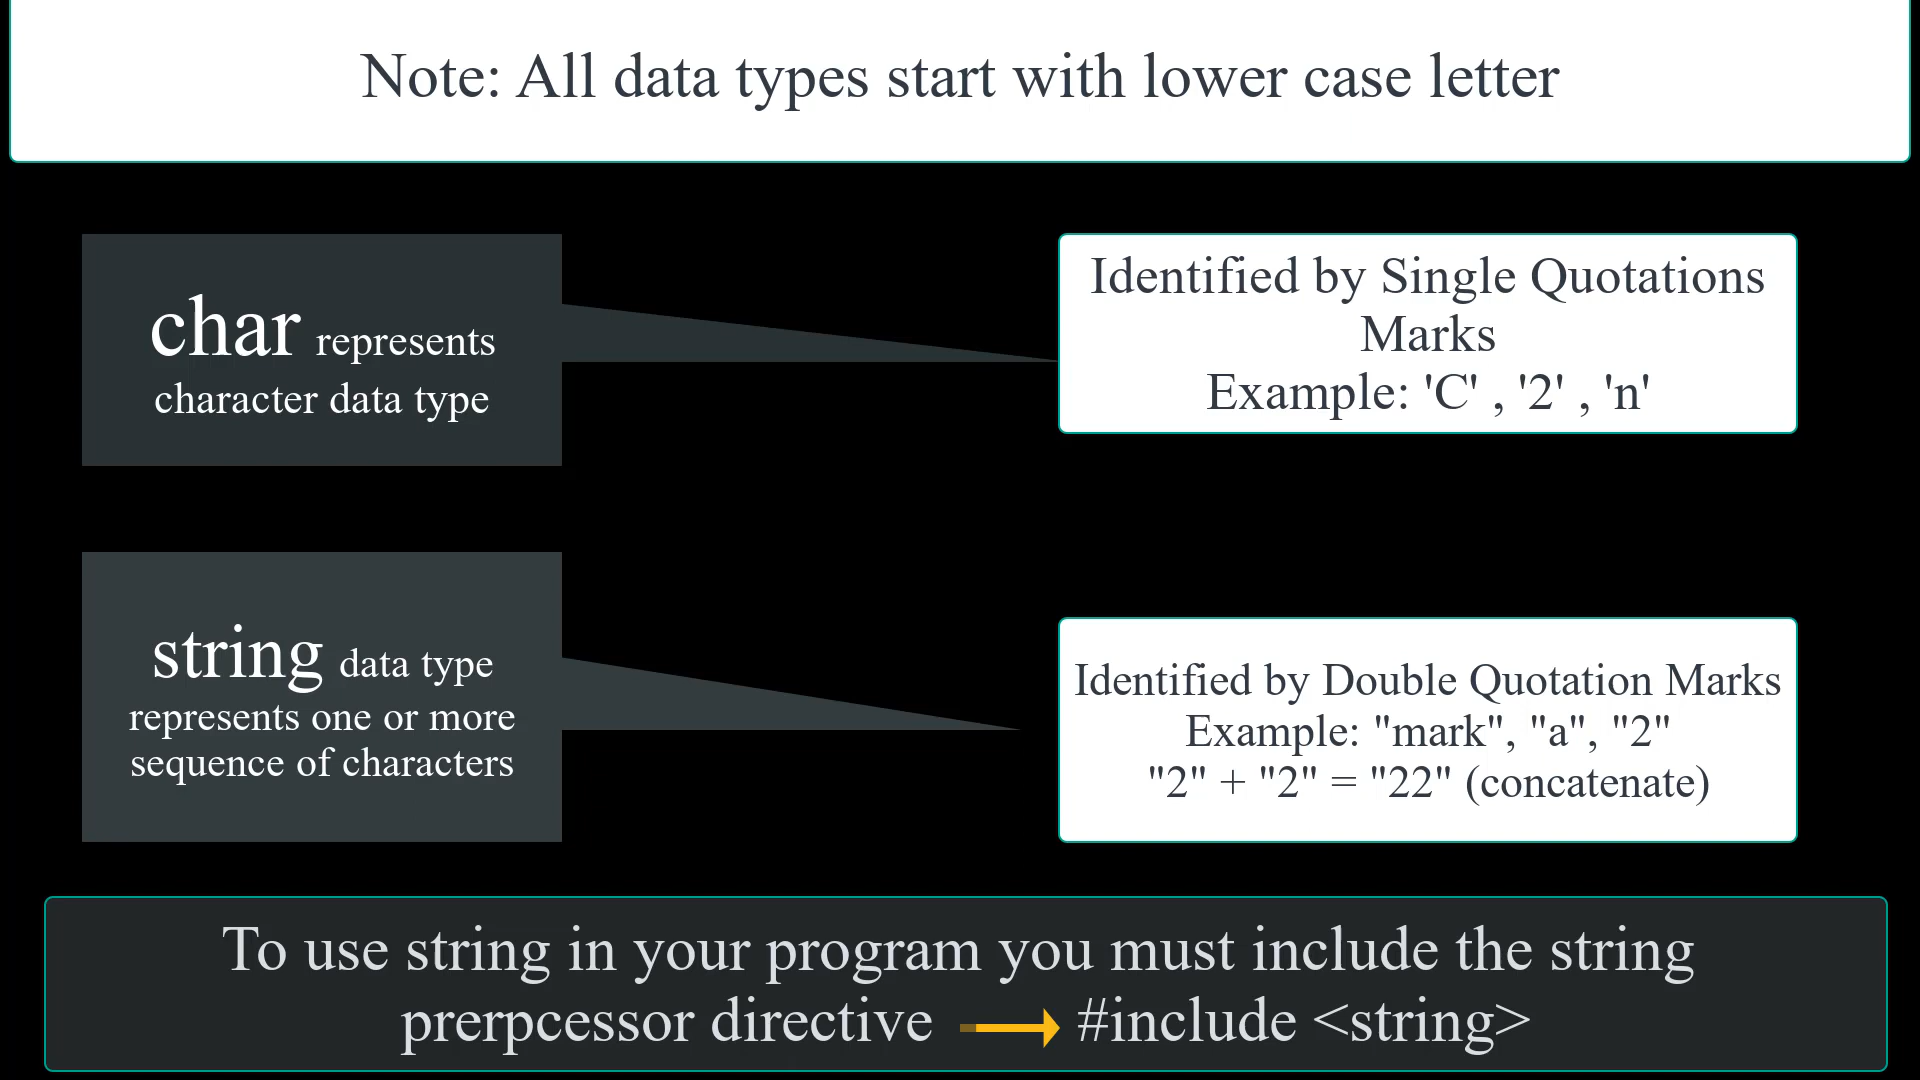 Note: All data types start with lower case letter
char represents
character data type
Identified by Single Quotations
Marks
Example: 'C' , '2' , 'n'
string data type
represents one or more
sequence of characters
Identified by Double Quotation Marks
Example: "mark", "a", "2"
"2" + "2" = "22" (concatenate)
To use string in your program you must include the string
prerpcessor directive #include <string>